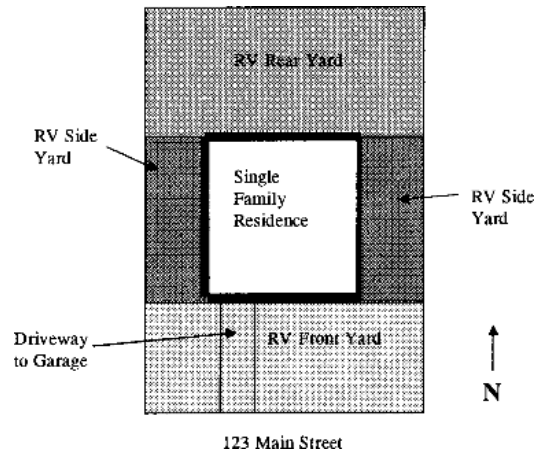 RV Rear Yard
RV Side
Yard
Single
Family
Residence
RV Side
Yard
Driveway
to Garage
RV Front Yard
N
123 Main Street